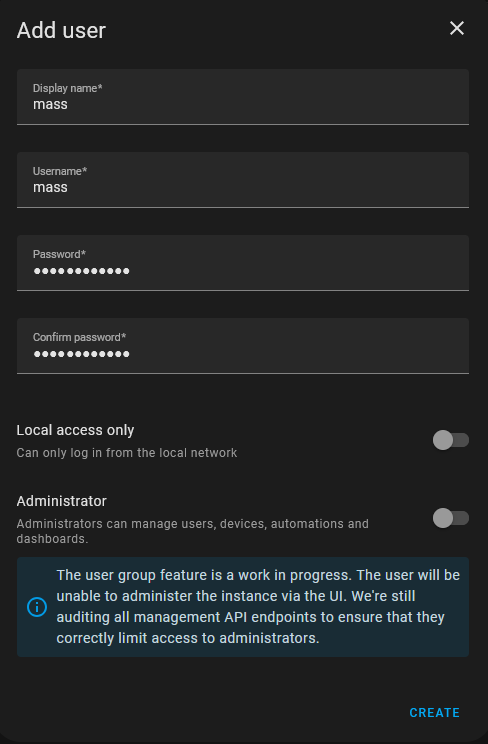 Add user
Display name*
mass
Username*
mass
Password*
••••••••••••
Confirm password*
••••••••••••
Local access only
Can only log in from the local network
Administrator
Administrators can manage users, devices, automations and
dashboards.
The user group feature is a work in progress. The user will be
unable to administer the instance via the UI. We're still
auditing all management API endpoints to ensure that they
correctly limit access to administrators.
CREATE